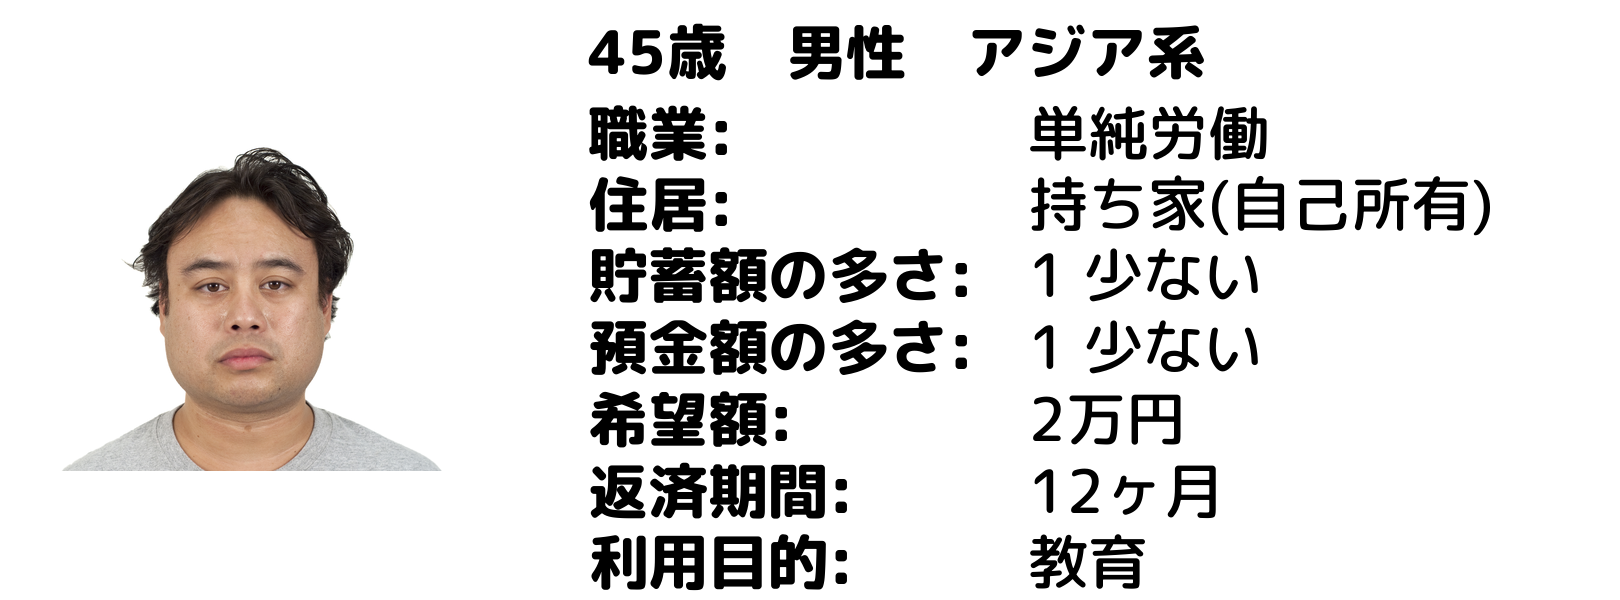 45歳　男性　アジア系
職業: 単純労働
住居: 持ち家(自己所有)
貯蓄額の多さ: 1 少ない
預金額の多さ: 1 少ない
希望額: 2万円
返済期間: 12ヶ月
利用目的: 教育